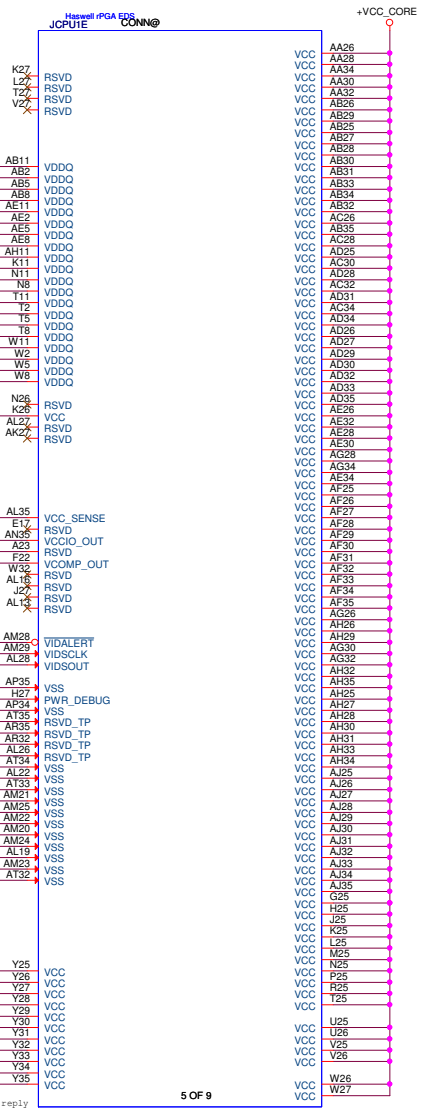 +VCC_CORE
Haswell rPGA EDS
JCPU1E
CONN@
K27 RSVD
L27 RSVD
T27 RSVD
V27 RSVD
AB11 VDDQ
AB2 VDDQ
AB5 VDDQ
AB8 VDDQ
AE11 VDDQ
AE2 VDDQ
AE5 VDDQ
AE8 VDDQ
AH11 VDDQ
K11 VDDQ
N11 VDDQ
N8 VDDQ
T11 VDDQ
T2 VDDQ
T5 VDDQ
T8 VDDQ
W11 VDDQ
W2 VDDQ
W5 VDDQ
W8 VDDQ
N26 RSVD
K26 VCC
AL27 RSVD
AK27 RSVD
AL35 VCC_SENSE
E17 RSVD
AN35 VCCIO_OUT
A23 RSVD
F22 VCOMP_OUT
W32 RSVD
AL16 RSVD
J27 RSVD
AL13 RSVD
AM28 VIDALERT
AM29 VIDSCLK
AL28 VIDSOUT
AP35 VSS
H27 PWR_DEBUG
AP34 VSS
AT35 RSVD_TP
AR35 RSVD_TP
AR32 RSVD_TP
AL26 RSVD_TP
AT34 VSS
AL22 VSS
AT33 VSS
AM21 VSS
AM25 VSS
AM22 VSS
AM20 VSS
AM24 VSS
AL19 VSS
AM23 VSS
AT32 VSS
Y25 VCC
Y26 VCC
Y27 VCC
Y28 VCC
Y29 VCC
Y30 VCC
Y31 VCC
Y32 VCC
Y33 VCC
Y34 VCC
Y35 VCC
VCC AA26
VCC AA28
VCC AA34
VCC AA30
VCC AA32
VCC AB26
VCC AB29
VCC AB25
VCC AB27
VCC AB28
VCC AB30
VCC AB31
VCC AB33
VCC AB34
VCC AB32
VCC AC26
VCC AB35
VCC AC28
VCC AD25
VCC AC30
VCC AD28
VCC AC32
VCC AD31
VCC AC34
VCC AD34
VCC AD26
VCC AD27
VCC AD29
VCC AD30
VCC AD32
VCC AD33
VCC AD35
VCC AE26
VCC AE32
VCC AE28
VCC AE30
VCC AG28
VCC AG34
VCC AE34
VCC AF25
VCC AF26
VCC AF27
VCC AF28
VCC AF29
VCC AF30
VCC AF31
VCC AF32
VCC AF33
VCC AF34
VCC AF35
VCC AG26
VCC AH26
VCC AH29
VCC AG30
VCC AG32
VCC AH32
VCC AH35
VCC AH25
VCC AH27
VCC AH28
VCC AH30
VCC AH31
VCC AH33
VCC AH34
VCC AJ25
VCC AJ26
VCC AJ27
VCC AJ28
VCC AJ29
VCC AJ30
VCC AJ31
VCC AJ32
VCC AJ33
VCC AJ34
VCC AJ35
VCC G25
VCC H25
VCC J25
VCC K25
VCC L25
VCC M25
VCC N25
VCC P25
VCC R25
VCC T25
VCC U25
VCC U26
VCC V25
VCC V26
VCC W26
VCC W27
5 OF 9
reply